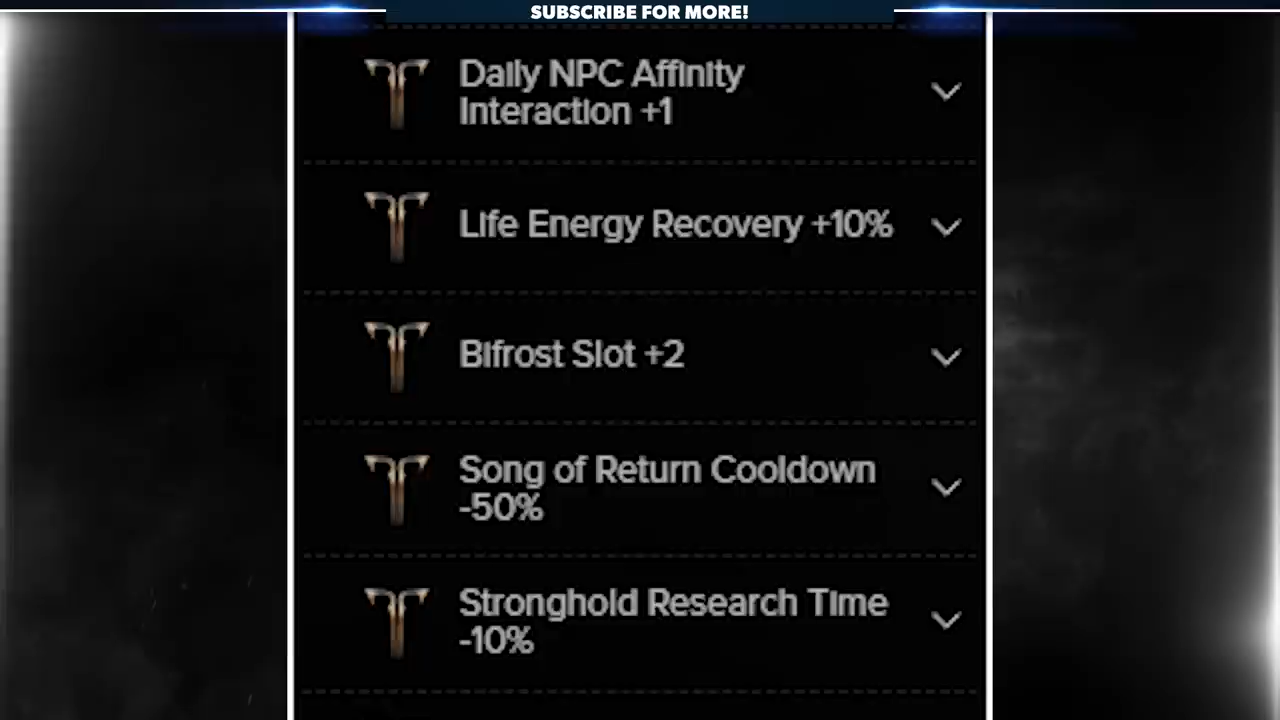 SUBSCRIBE FOR MORE!
Daily NPC Affinity
Interaction +1
Life Energy Recovery +10%
Bifrost Slot +2
Song of Return Cooldown
-50%
Stronghold Research Time
-10%